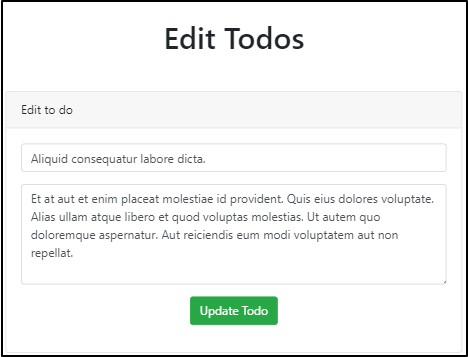 Edit Todos
Edit to do
Aliquid consequatur labore dicta.
Et at aut et enim placeat molestiae id provident. Quis eius dolores voluptate.
Alias ullam atque libero et quod voluptas molestias. Ut autem quo
doloremque aspernatur. Aut reiciendis eum modi voluptatem aut non
repellat.
Update Todo